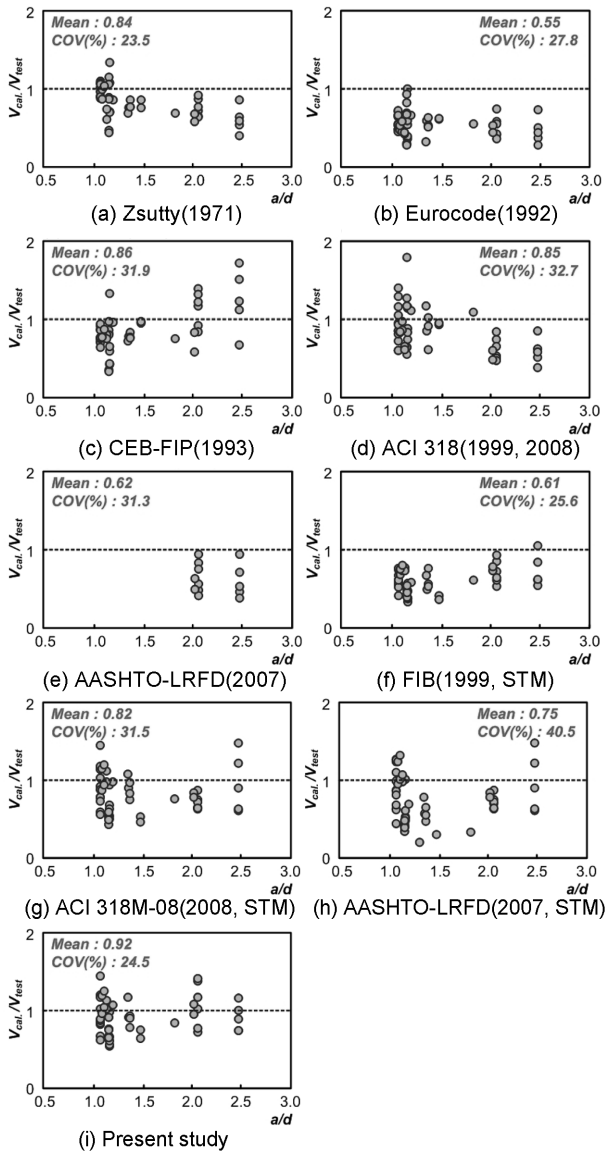 Mean : 0.84
COV(%) : 23.5
2
1
0
V_cal./V_test
0.5 1.0 1.5 2.0 2.5 3.0
a/d
(a) Zsutty(1971)
Mean : 0.55
COV(%) : 27.8
2
1
0
0.5 1.0 1.5 2.0 2.5 3.0
a/d
(b) Eurocode(1992)
Mean : 0.86
COV(%) : 31.9
2
1
0
V_cal./V_test
0.5 1.0 1.5 2.0 2.5 3.0
a/d
(c) CEB-FIP(1993)
Mean : 0.85
COV(%) : 32.7
2
1
0
0.5 1.0 1.5 2.0 2.5 3.0
a/d
(d) ACI 318(1999, 2008)
Mean : 0.62
COV(%) : 31.3
2
1
0
V_cal./V_test
0.5 1.0 1.5 2.0 2.5 3.0
a/d
(e) AASHTO-LRFD(2007)
Mean : 0.61
COV(%) : 25.6
2
1
0
0.5 1.0 1.5 2.0 2.5 3.0
a/d
(f) FIB(1999, STM)
Mean : 0.82
COV(%) : 31.5
2
1
0
V_cal./V_test
0.5 1.0 1.5 2.0 2.5 3.0
a/d
(g) ACI 318M-08(2008, STM)
Mean : 0.75
COV(%) : 40.5
2
1
0
0.5 1.0 1.5 2.0 2.5 3.0
a/d
(h) AASHTO-LRFD(2007, STM)
Mean : 0.92
COV(%) : 24.5
2
1
0
V_cal./V_test
0.5 1.0 1.5 2.0 2.5 3.0
a/d
(i) Present study